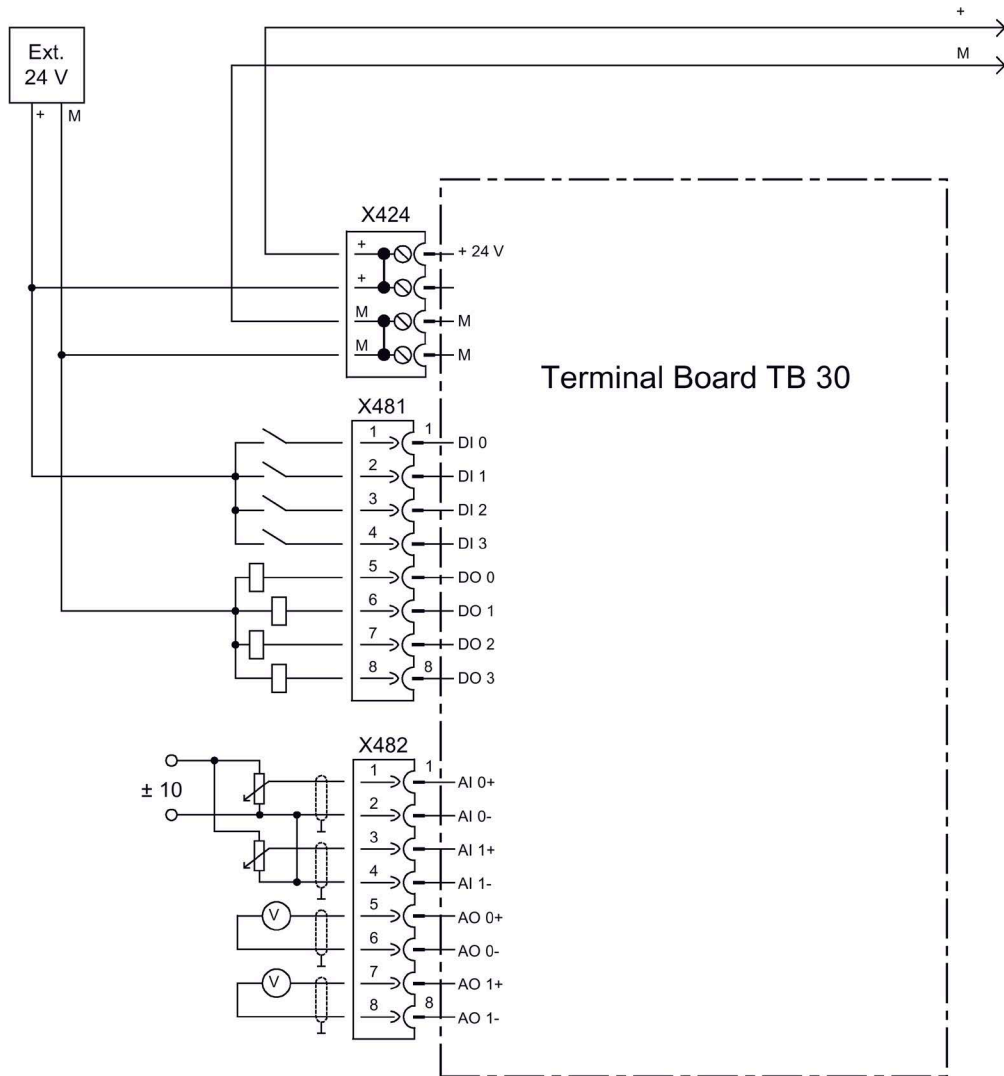 +
M
Ext.
24 V
+ M
X424
+ + 24 V
+
M M
M M
Terminal Board TB 30
X481
1 1 DI 0
2 DI 1
3 DI 2
4 DI 3
5 DO 0
6 DO 1
7 DO 2
8 8 DO 3
X482
± 10
1 1 AI 0+
2 AI 0-
3 AI 1+
4 AI 1-
V 5 AO 0+
6 AO 0-
V 7 AO 1+
8 8 AO 1-